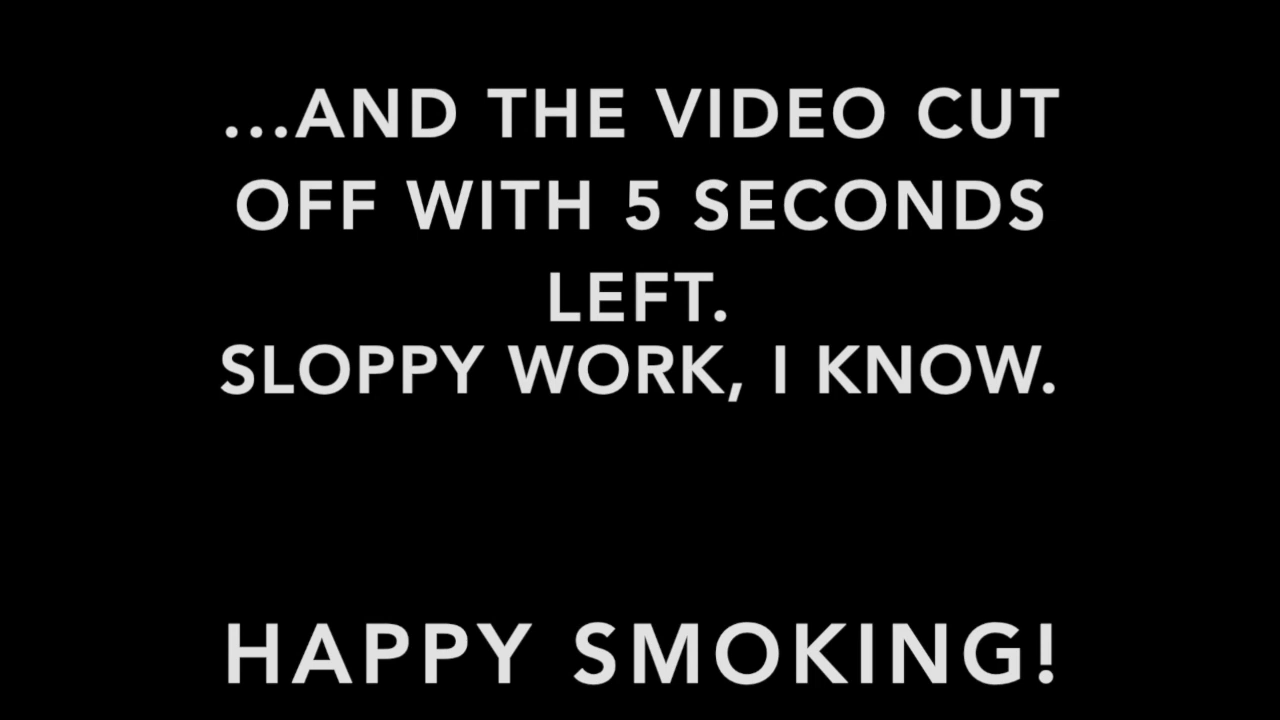 ...AND THE VIDEO CUT
OFF WITH 5 SECONDS
LEFT.
SLOPPY WORK, I KNOW.
HAPPY SMOKING!